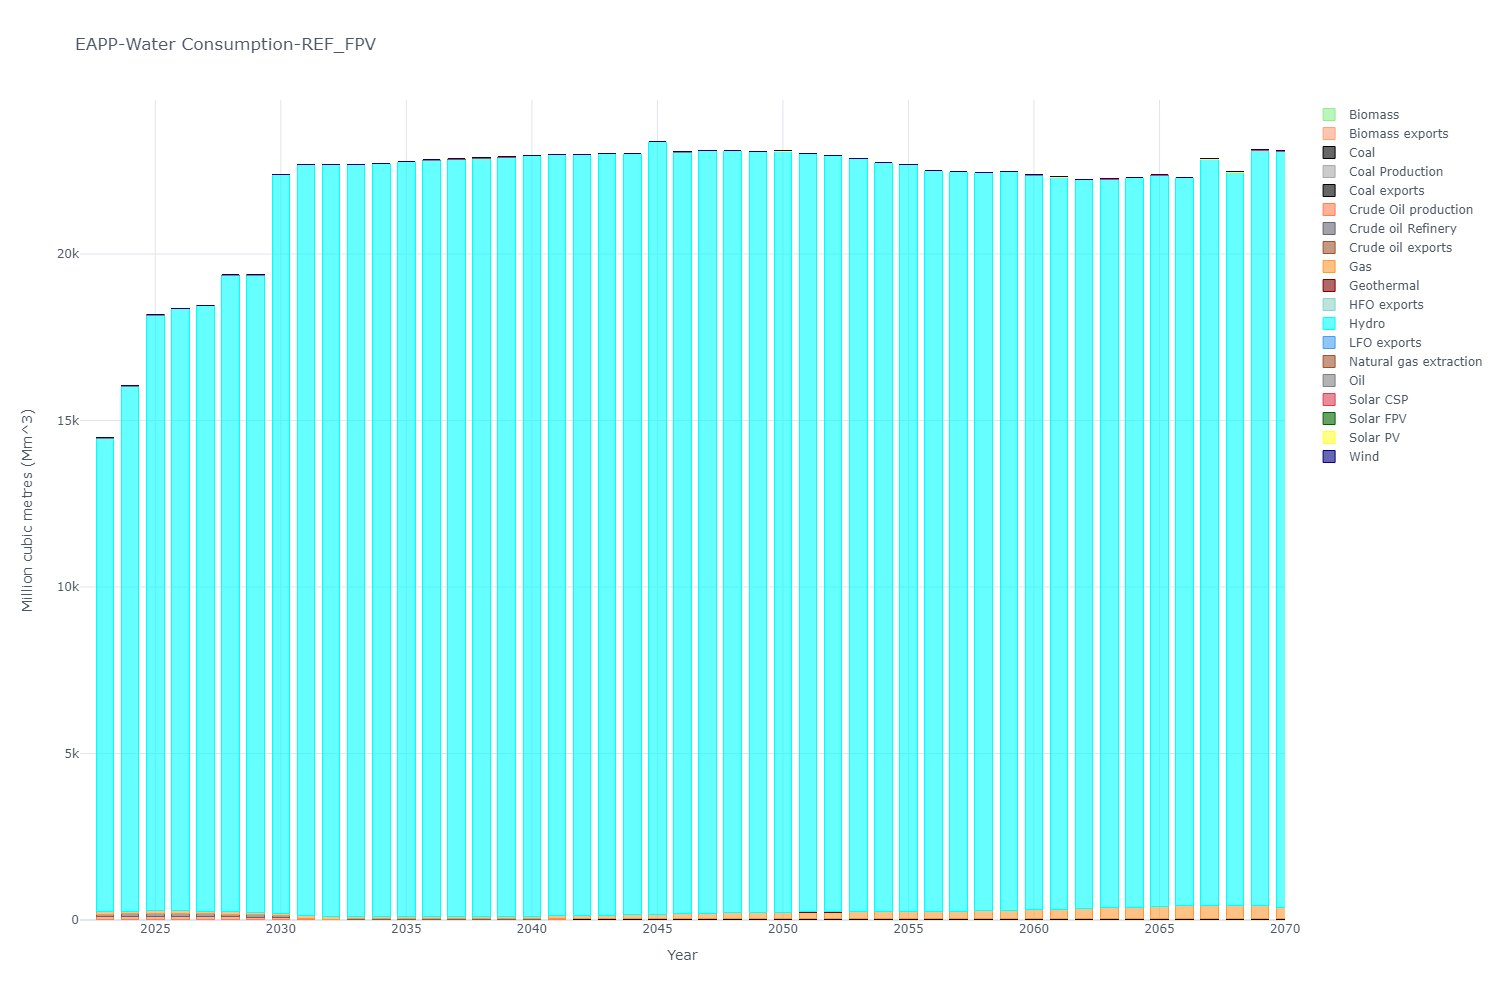 EAPP-Water Consumption-REF_FPV
Million cubic metres (Mm^3)
20k
15k
10k
5k
0
2025
2030
2035
2040
2045
2050
2055
2060
2065
2070
Year
Biomass
Biomass exports
Coal
Coal Production
Coal exports
Crude Oil production
Crude oil Refinery
Crude oil exports
Gas
Geothermal
HFO exports
Hydro
LFO exports
Natural gas extraction
Oil
Solar CSP
Solar FPV
Solar PV
Wind